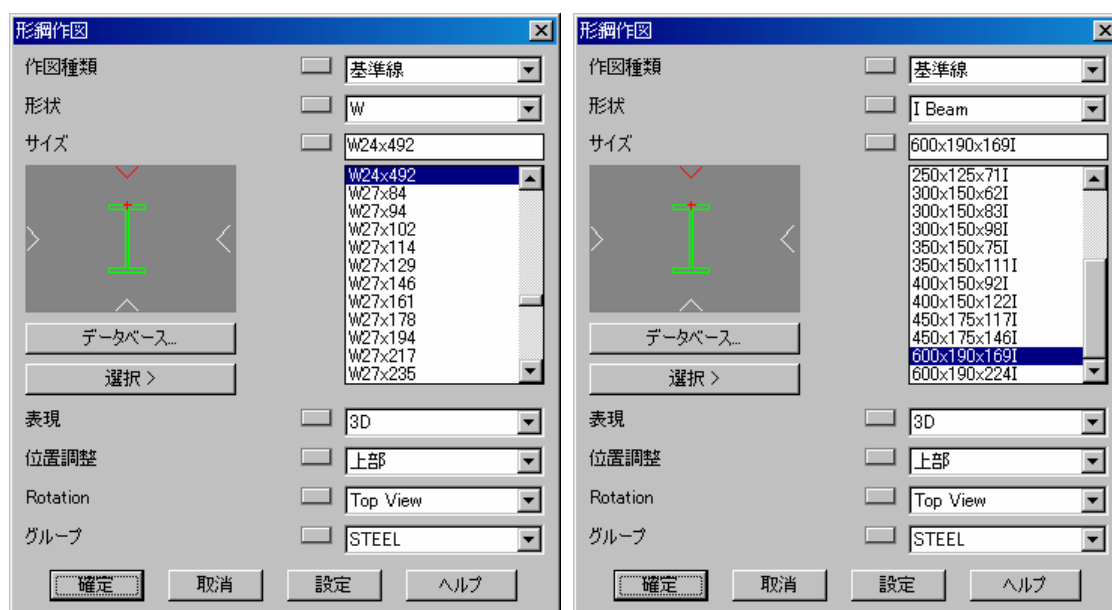 形鋼作図
作図種類 基準線
形状 W
サイズ W24x492
W24x492
W27x84
W27x94
W27x102
W27x114
W27x129
W27x146
W27x161
W27x178
W27x194
W27x217
W27x235
データベース...
選択 >
表現 3D
位置調整 上部
Rotation Top View
グループ STEEL
確定 取消 設定 ヘルプ
形鋼作図
作図種類 基準線
形状 I Beam
サイズ 600x190x169I
250x125x71I
300x150x62I
300x150x83I
300x150x98I
350x150x75I
350x150x111I
400x150x92I
400x150x122I
450x175x117I
450x175x146I
600x190x169I
600x190x224I
データベース...
選択 >
表現 3D
位置調整 上部
Rotation Top View
グループ STEEL
確定 取消 設定 ヘルプ